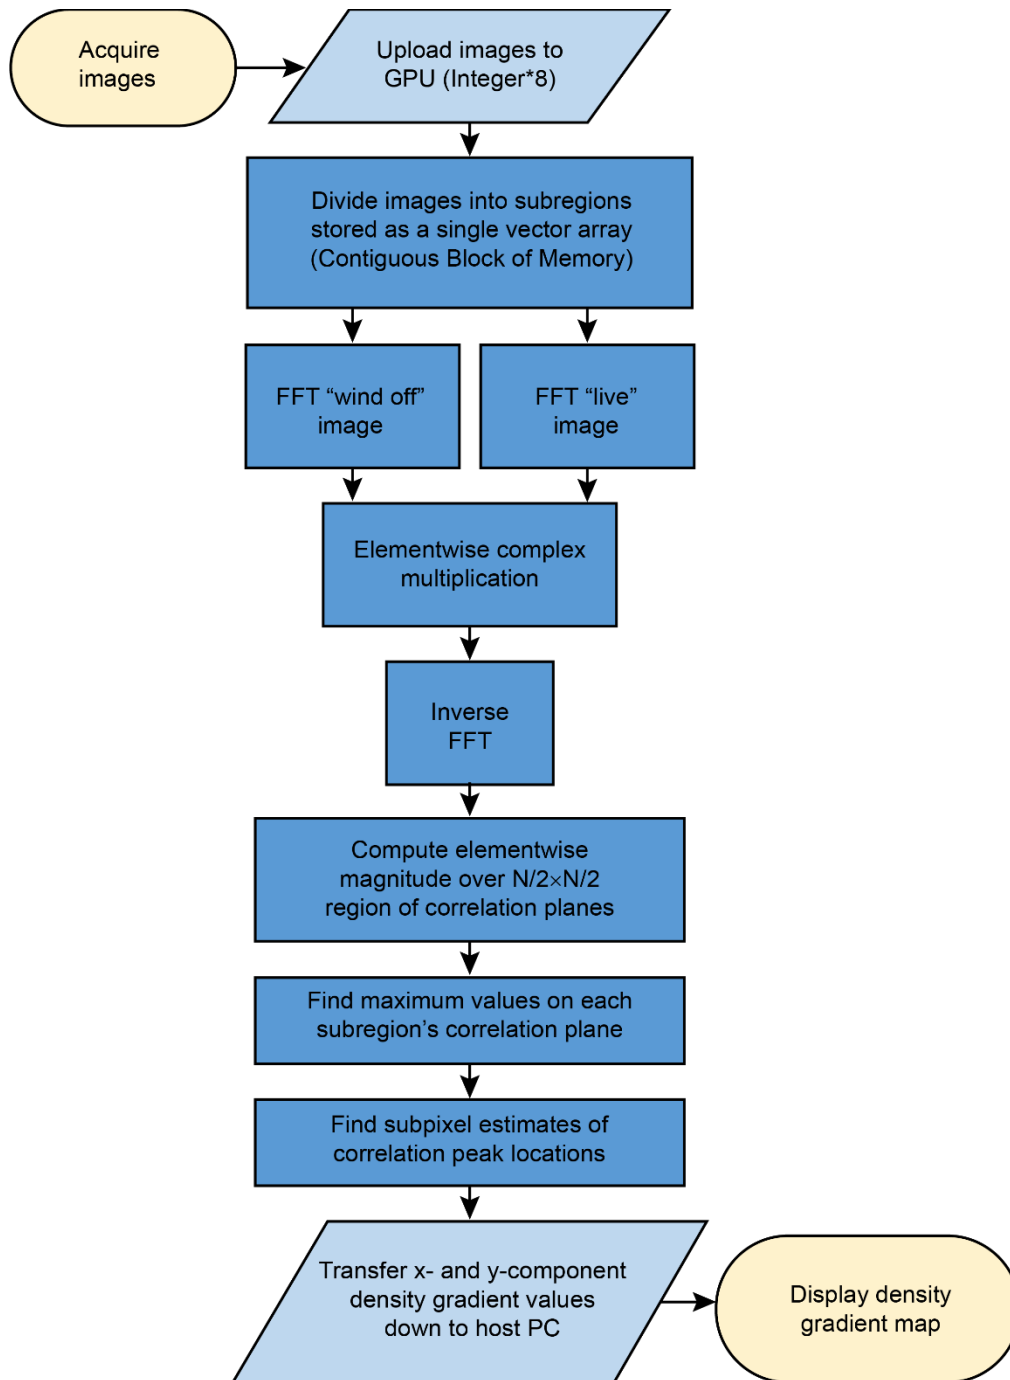 Acquire
images
Upload images to
GPU (Integer*8)
Divide images into subregions
stored as a single vector array
(Contiguous Block of Memory)
FFT “wind off”
image
FFT “live”
image
Elementwise complex
multiplication
Inverse
FFT
Compute elementwise
magnitude over N/2×N/2
region of correlation planes
Find maximum values on each
subregion’s correlation plane
Find subpixel estimates of
correlation peak locations
Transfer x- and y-component
density gradient values
down to host PC
Display density
gradient map